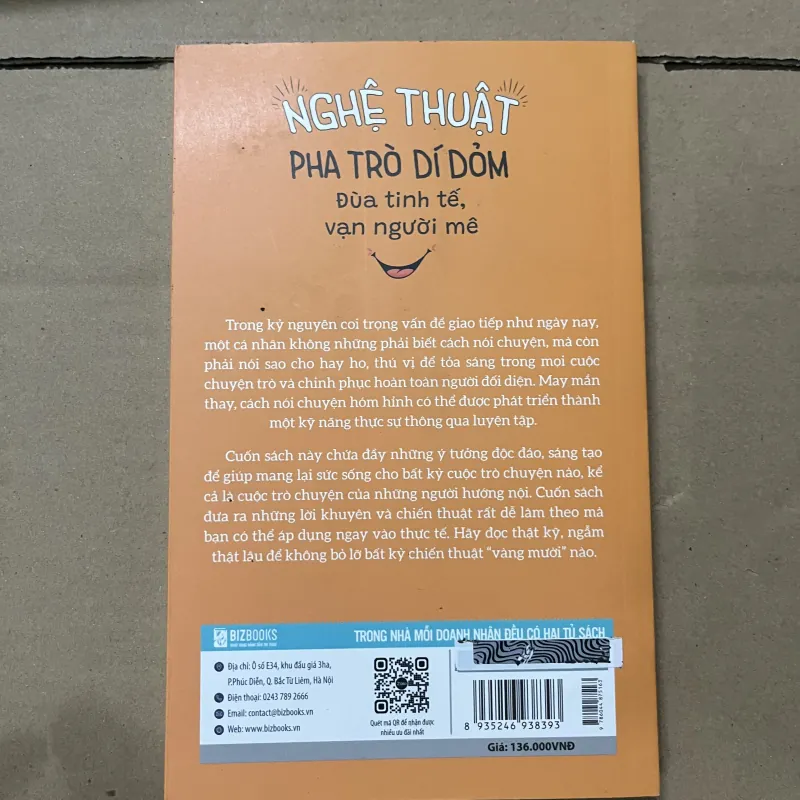 NGHỆ THUẬT
PHA TRÒ DÍ DỎM
Đùa tinh tế,
vạn người mê
Trong kỷ nguyên coi trọng vấn đề giao tiếp như ngày nay,
một cá nhân không những phải biết cách nói chuyện, mà còn
phải nói sao cho hay ho, thú vị để tỏa sáng trong mọi cuộc
chuyện trò và chinh phục hoàn toàn người đối diện. May mắn
thay, cách nói chuyện hóm hỉnh có thể được phát triển thành
một kỹ năng thực sự thông qua luyện tập.
Cuốn sách này chứa đầy những ý tưởng độc đáo, sáng tạo
để giúp mang lại sức sống cho bất kỳ cuộc trò chuyện nào, kể
cả là cuộc trò chuyện của những người hướng nội. Cuốn sách
đưa ra những lời khuyên và chiến thuật rất dễ làm theo mà
bạn có thể áp dụng ngay vào thực tế. Hãy đọc thật kỹ, ngẫm
thật lâu để không bỏ lỡ bất kỳ chiến thuật “vàng mười” nào.
BIZBOOKS
TRONG NHÀ MỖI DOANH NHÂN ĐỀU CÓ HAI TỦ SÁCH
Địa chỉ: Ô số E34, khu đấu giá 3ha,
P.Phúc Diễn, Q. Bắc Từ Liêm, Hà Nội
Điện thoại: 0243 789 2666
Email: contact@bizbooks.vn
Web: www.bizbooks.vn
Quét mã QR để nhận được
nhiều ưu đãi nhất
8 935246 938393
Giá: 136.000VNĐ